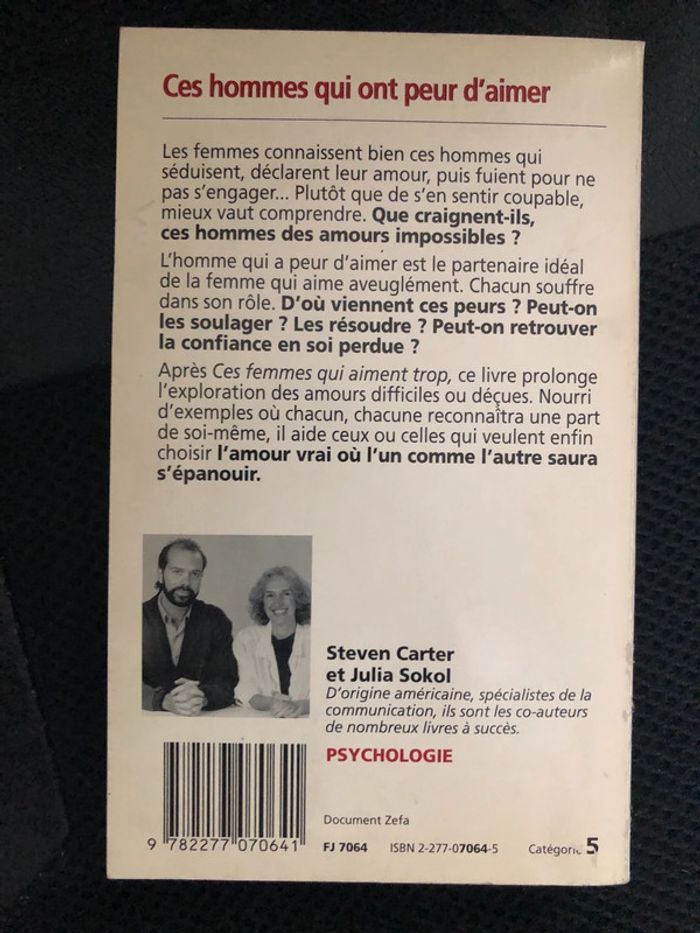 Ces hommes qui ont peur d'aimer
Les femmes connaissent bien ces hommes qui
séduisent, déclarent leur amour, puis fuient pour ne
pas s'engager... Plutôt que de s'en sentir coupable,
mieux vaut comprendre. Que craignent-ils,
ces hommes des amours impossibles ?
L'homme qui a peur d'aimer est le partenaire idéal
de la femme qui aime aveuglément. Chacun souffre
dans son rôle. D'où viennent ces peurs ? Peut-on
les soulager ? Les résoudre ? Peut-on retrouver
la confiance en soi perdue ?
Après Ces femmes qui aiment trop, ce livre prolonge
l'exploration des amours difficiles ou déçues. Nourri
d'exemples où chacun, chacune reconnaîtra une part
de soi-même, il aide ceux ou celles qui veulent enfin
choisir l'amour vrai où l'un comme l'autre saura
s'épanouir.
Steven Carter
et Julia Sokol
D'origine américaine, spécialistes de la
communication, ils sont les co-auteurs
de nombreux livres à succès.
PSYCHOLOGIE
Document Zefa
9 782277 070641 FJ 7064 ISBN 2-277-07064-5 Catégorie 5